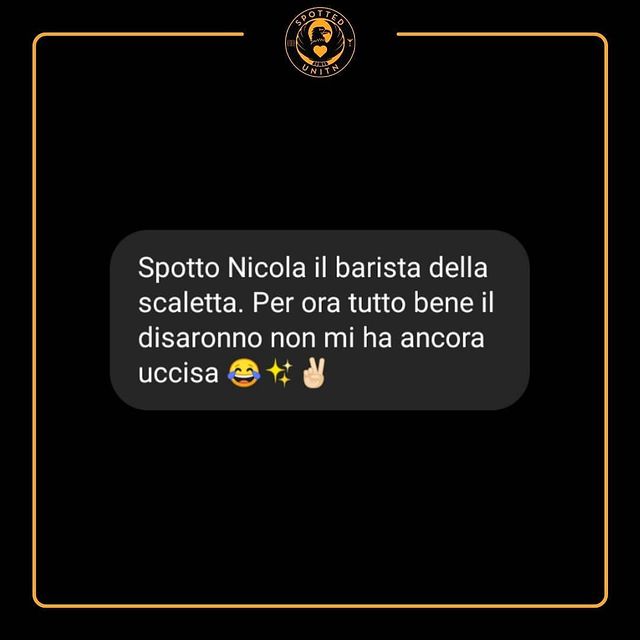 SPOTTED
UNITN
Spotto Nicola il barista della
scaletta. Per ora tutto bene il
disaronno non mi ha ancora
uccisa 😂✨✌🏻